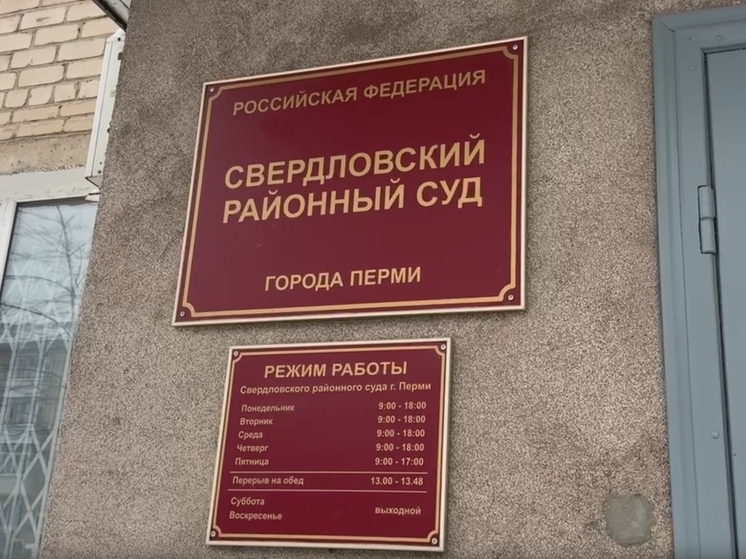 РОССИЙСКАЯ ФЕДЕРАЦИЯ
СВЕРДЛОВСКИЙ
РАЙОННЫЙ СУД
ГОРОДА ПЕРМИ
РЕЖИМ РАБОТЫ
Свердловского районного суда г. Перми
Понедельник 9:00 - 18:00
Вторник 9:00 - 18:00
Среда 9:00 - 18:00
Четверг 9:00 - 18:00
Пятница 9:00 - 17:00
Перерыв на обед 13.00 - 13.48
Суббота
Воскресенье выходной